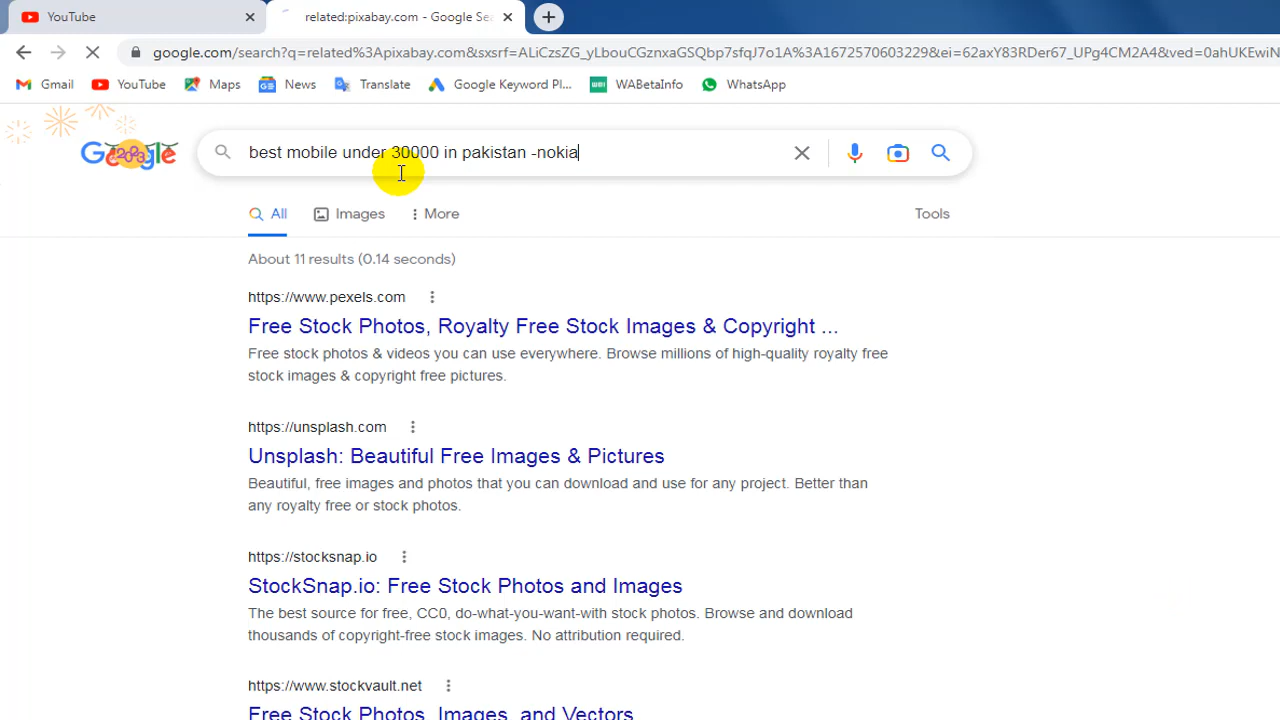 YouTube
related:pixabay.com - Google Se
google.com/search?q=related%3Apixabay.com&sxsrf=ALiCzsZG_yLbouCGznxaGSQbp7sfqJ7o1A%3A1672570603229&ei=62axY83RDer67_UPg4CM2A4&ved=0ahUKEwiN
Gmail YouTube Maps News Translate Google Keyword Pl... WABetaInfo WhatsApp
Google best mobile under 30000 in pakistan -nokia
All Images More Tools
About 11 results (0.14 seconds)
https://www.pexels.com
Free Stock Photos, Royalty Free Stock Images & Copyright ...
Free stock photos & videos you can use everywhere. Browse millions of high-quality royalty free
stock images & copyright free pictures.
https://unsplash.com
Unsplash: Beautiful Free Images & Pictures
Beautiful, free images and photos that you can download and use for any project. Better than
any royalty free or stock photos.
https://stocksnap.io
StockSnap.io: Free Stock Photos and Images
The best source for free, CC0, do-what-you-want-with stock photos. Browse and download
thousands of copyright-free stock images. No attribution required.
https://www.stockvault.net
Free Stock Photos, Images, and Vectors